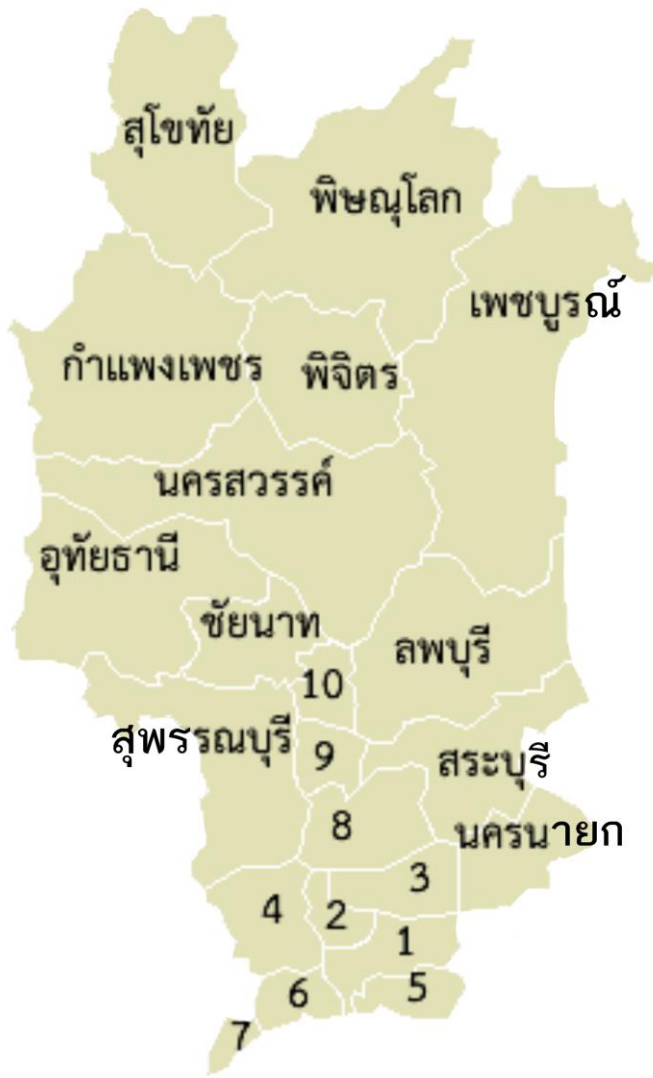 สุโขทัย
พิษณุโลก
เพชบูรณ์
กำแพงเพชร
พิจิตร
นครสวรรค์
อุทัยธานี
ชัยนาท
ลพบุรี
10
สุพรรณบุรี
9
สระบุรี
8
นครนายก
3
4
2
1
5
6
7